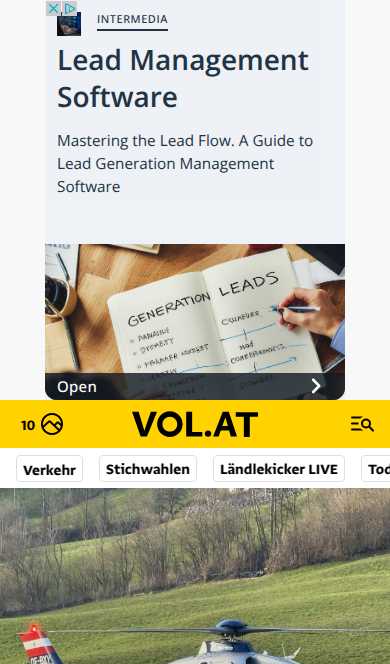 INTERMEDIA
Lead Management
Software
Mastering the Lead Flow. A Guide to
Lead Generation Management
Software
GENERATION LEADS
Open
10
VOL.AT
Verkehr
Stichwahlen
Ländlekicker LIVE
Tod